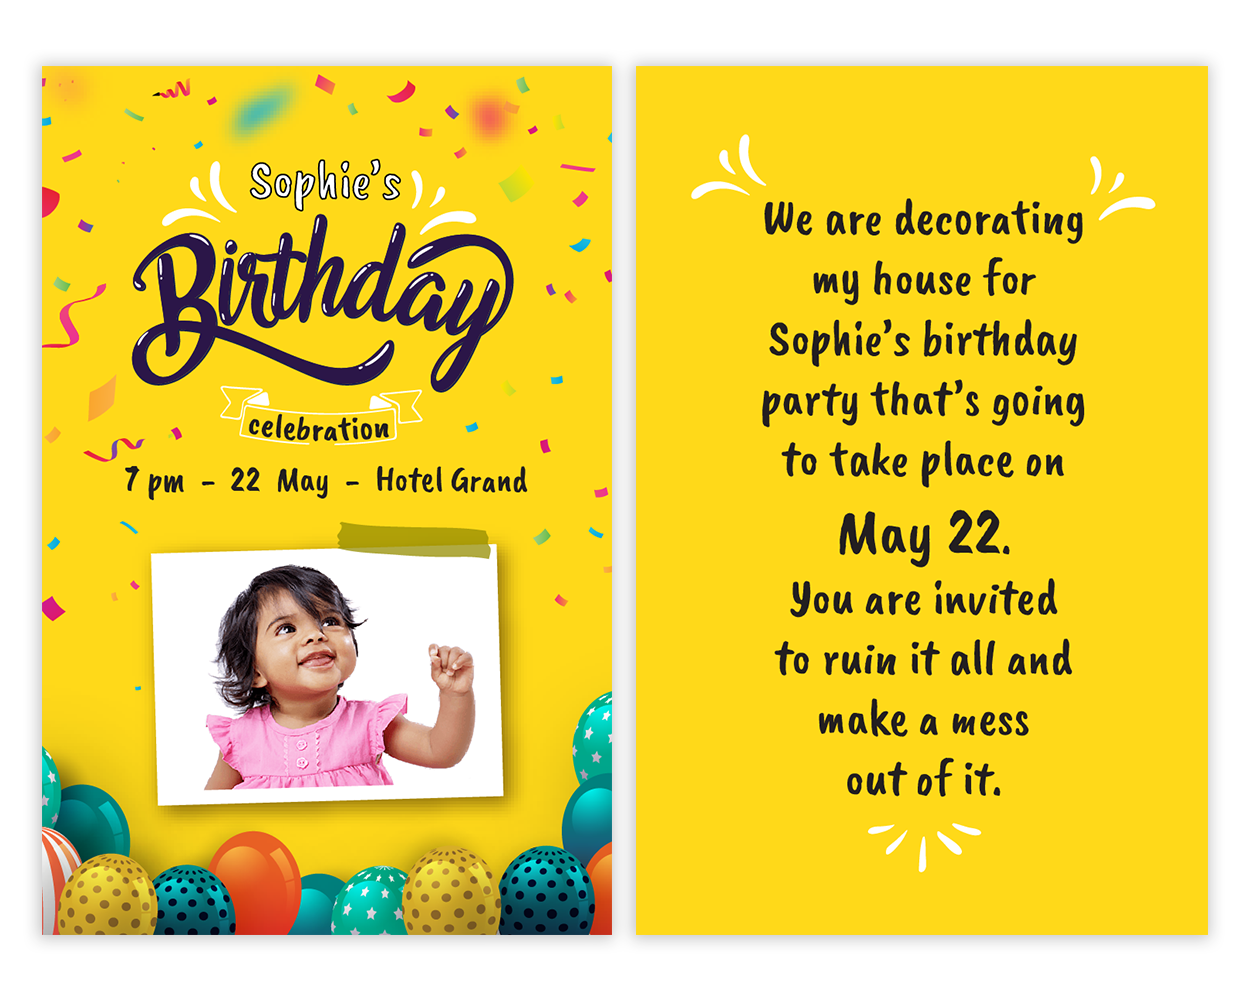 Sophie's
Birthday
celebration
7 pm - 22 May - Hotel Grand
We are decorating
my house for
Sophie's birthday
party that's going
to take place on
May 22.
You are invited
to ruin it all and
make a mess
out of it.